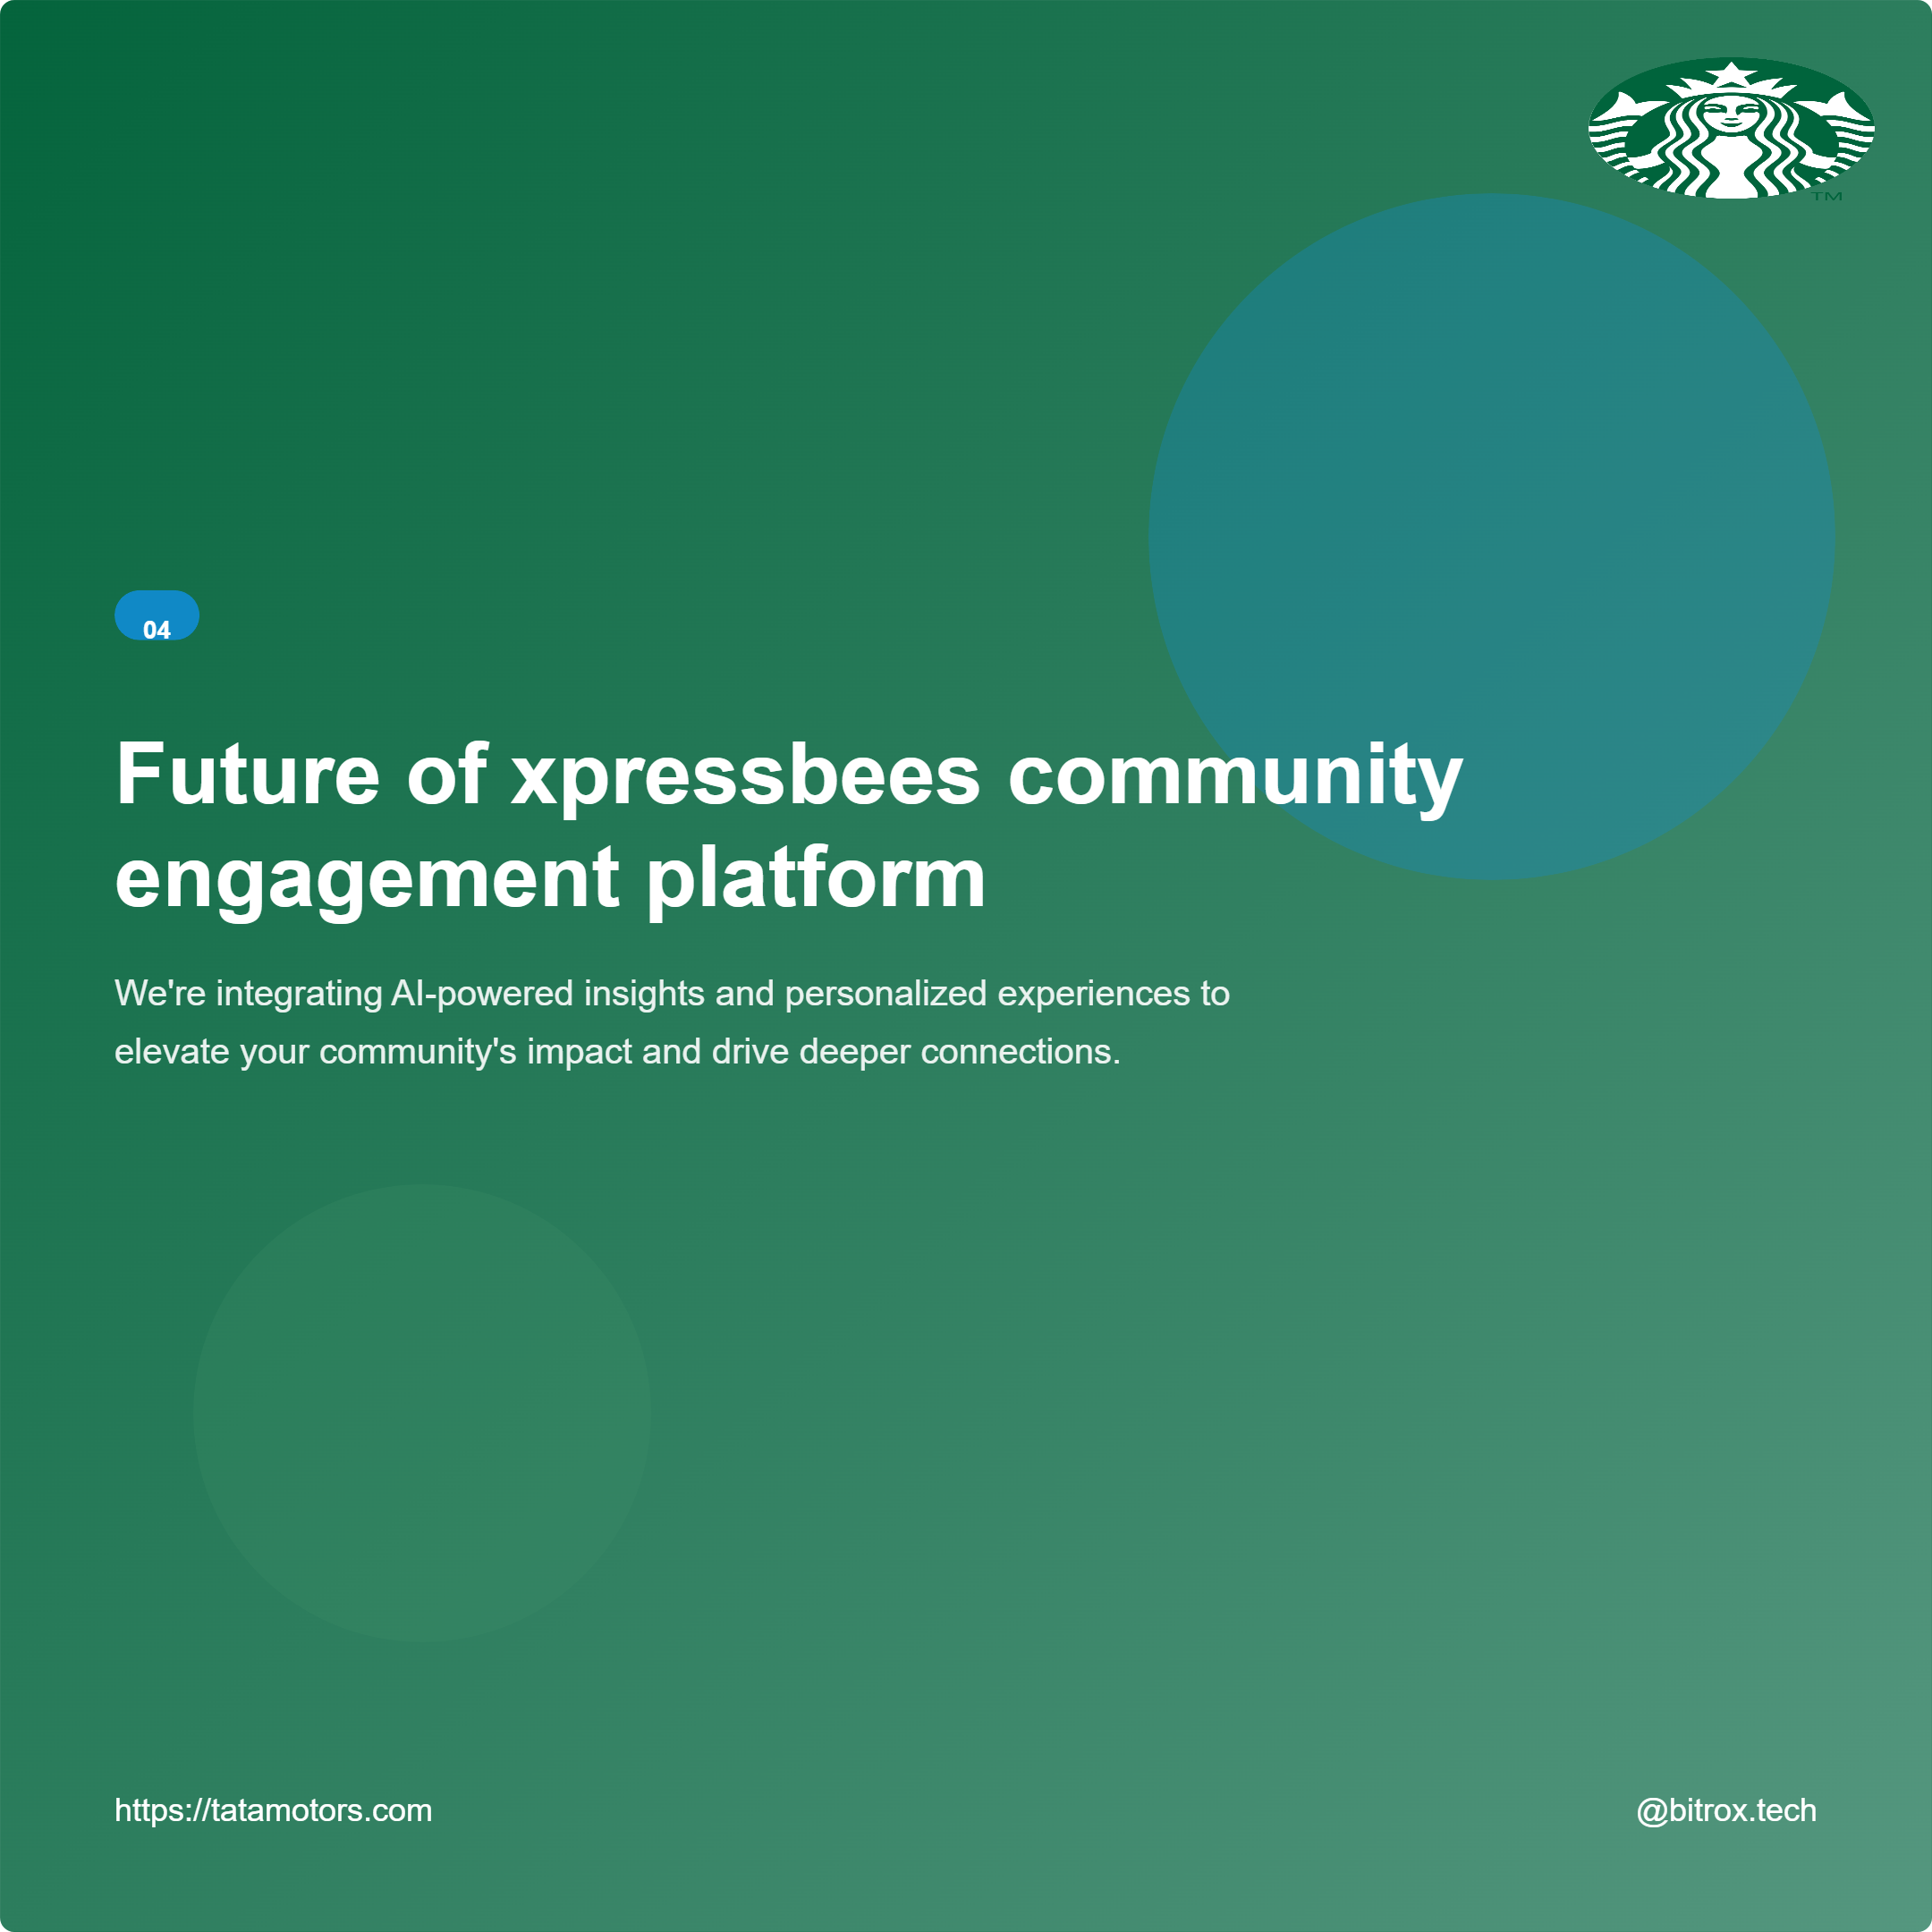 TM
04
Future of xpressbees community
engagement platform
We're integrating AI-powered insights and personalized experiences to
elevate your community's impact and drive deeper connections.
https://tatamotors.com
@bitrox.tech